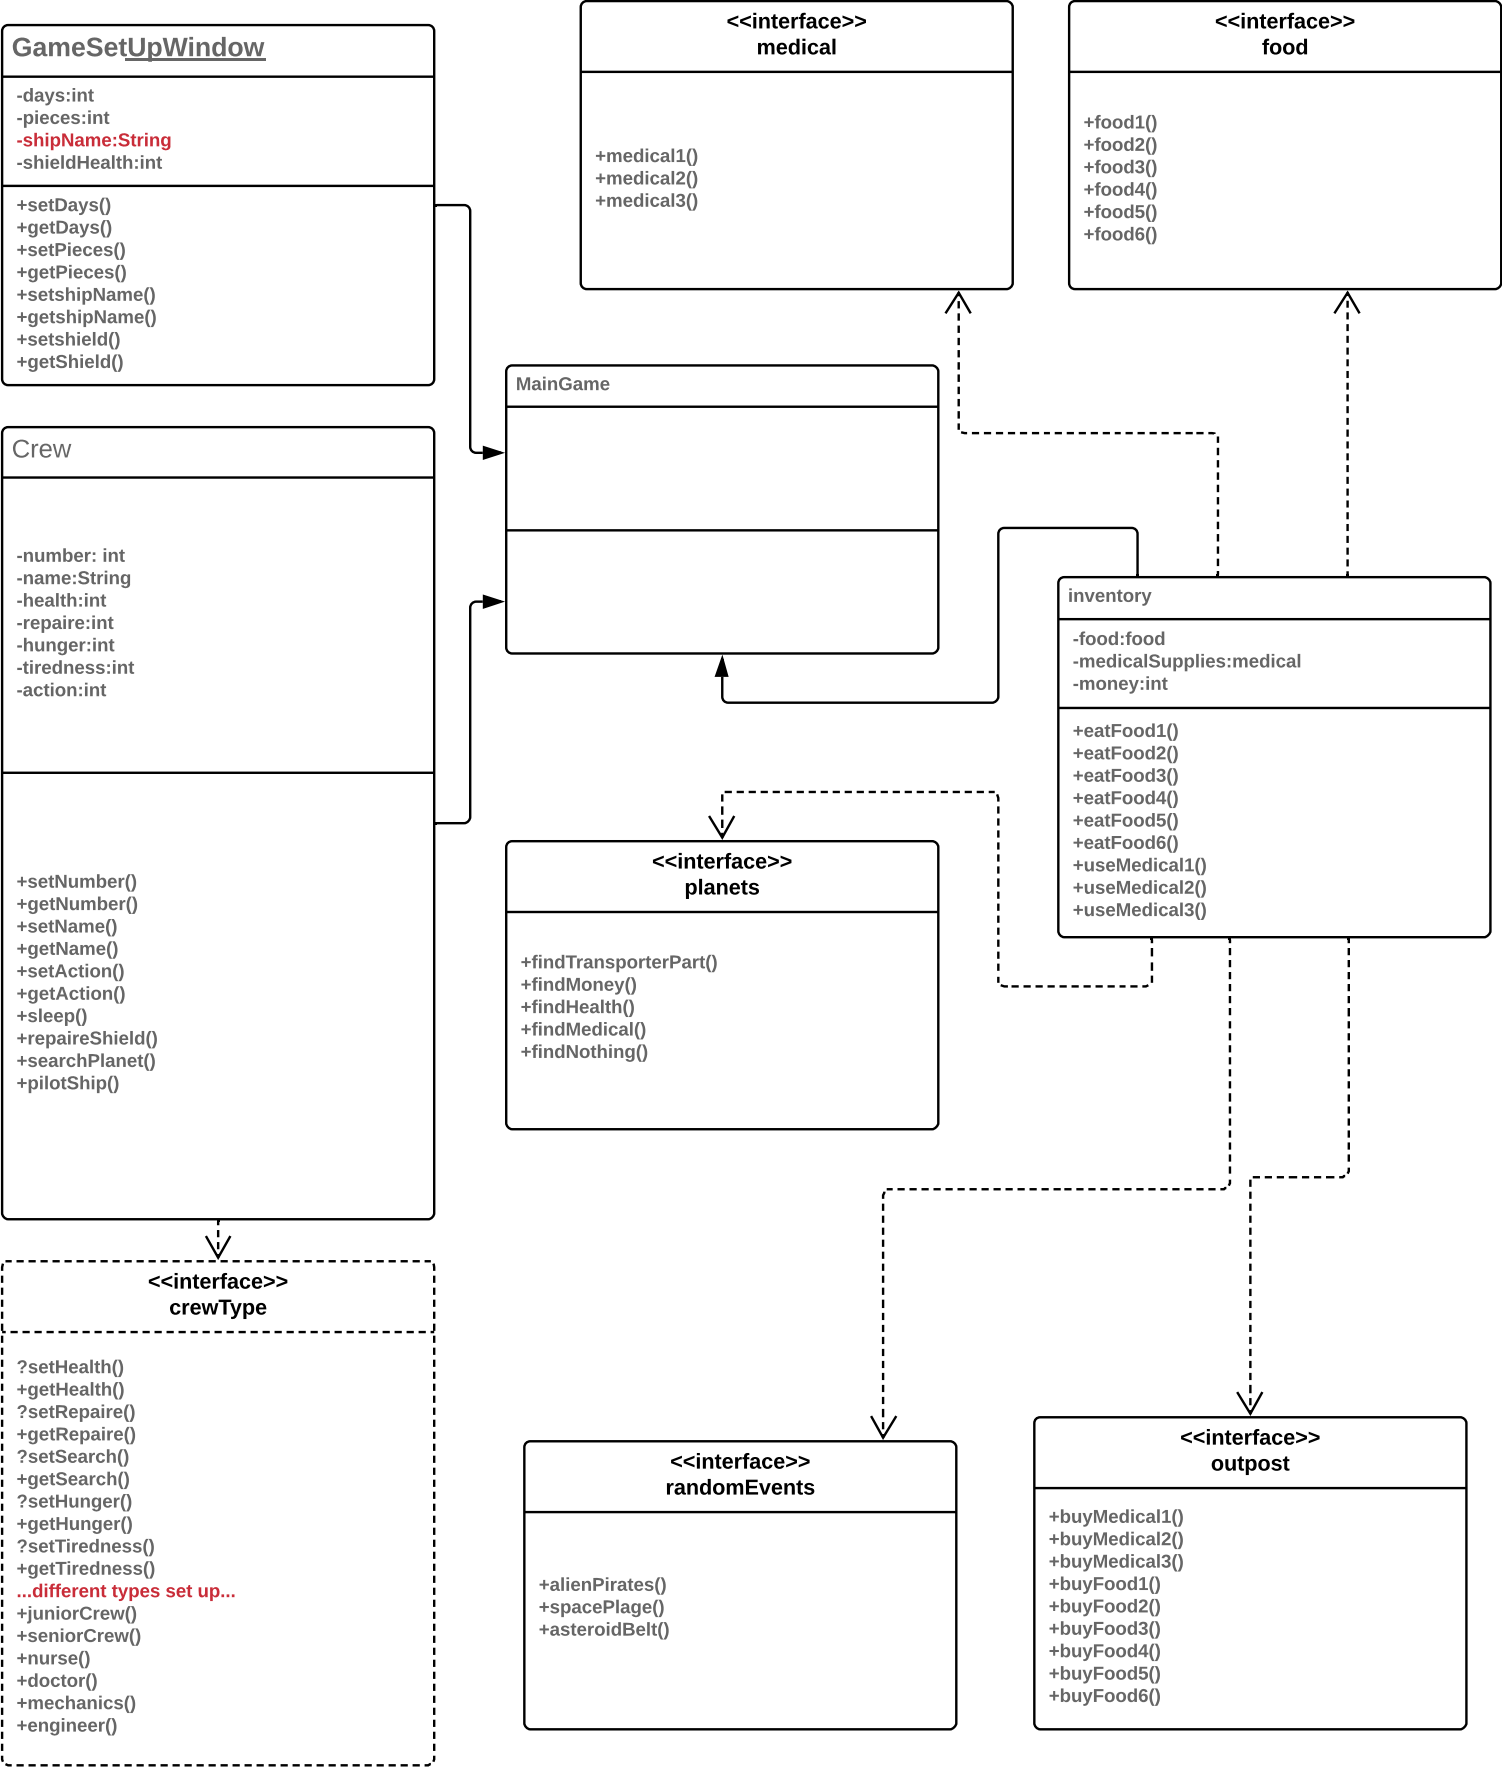 GameSetUpWindow
-days:int
-pieces:int
-shipName:String
-shieldHealth:int
+setDays()
+getDays()
+setPieces()
+getPieces()
+setshipName()
+getshipName()
+setshield()
+getShield()
<<interface>>
medical
+medical1()
+medical2()
+medical3()
<<interface>>
food
+food1()
+food2()
+food3()
+food4()
+food5()
+food6()
MainGame
Crew
-number: int
-name:String
-health:int
-repaire:int
-hunger:int
-tiredness:int
-action:int
+setNumber()
+getNumber()
+setName()
+getName()
+setAction()
+getAction()
+sleep()
+repaireShield()
+searchPlanet()
+pilotShip()
inventory
-food:food
-medicalSupplies:medical
-money:int
+eatFood1()
+eatFood2()
+eatFood3()
+eatFood4()
+eatFood5()
+eatFood6()
+useMedical1()
+useMedical2()
+useMedical3()
<<interface>>
planets
+findTransporterPart()
+findMoney()
+findHealth()
+findMedical()
+findNothing()
<<interface>>
crewType
?setHealth()
+getHealth()
?setRepaire()
+getRepaire()
?setSearch()
+getSearch()
?setHunger()
+getHunger()
?setTiredness()
+getTiredness()
...different types set up...
+juniorCrew()
+seniorCrew()
+nurse()
+doctor()
+mechanics()
+engineer()
<<interface>>
randomEvents
+alienPirates()
+spacePlage()
+asteroidBelt()
<<interface>>
outpost
+buyMedical1()
+buyMedical2()
+buyMedical3()
+buyFood1()
+buyFood2()
+buyFood3()
+buyFood4()
+buyFood5()
+buyFood6()